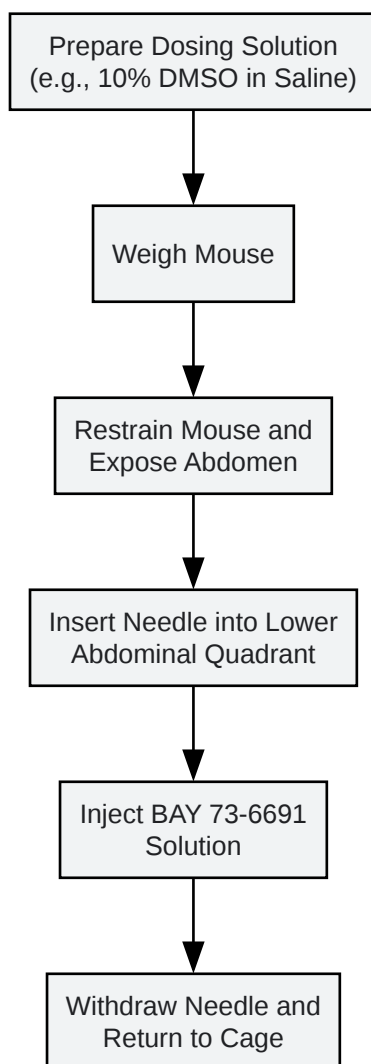 Prepare Dosing Solution
(e.g., 10% DMSO in Saline)
Weigh Mouse
Restrain Mouse and
Expose Abdomen
Insert Needle into Lower
Abdominal Quadrant
Inject BAY 73-6691
Solution
Withdraw Needle and
Return to Cage